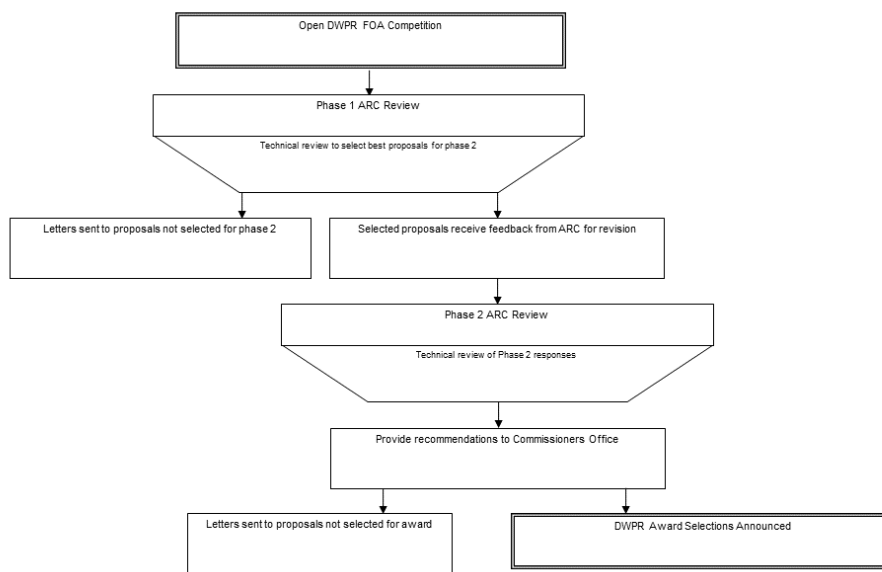 Open DWPR FOA Competition
Phase 1 ARC Review
Technical review to select best proposals for phase 2
Letters sent to proposals not selected for phase 2
Selected proposals receive feedback from ARC for revision
Phase 2 ARC Review
Technical review of Phase 2 responses
Provide recommendations to Commissioners Office
Letters sent to proposals not selected for award
DWPR Award Selections Announced